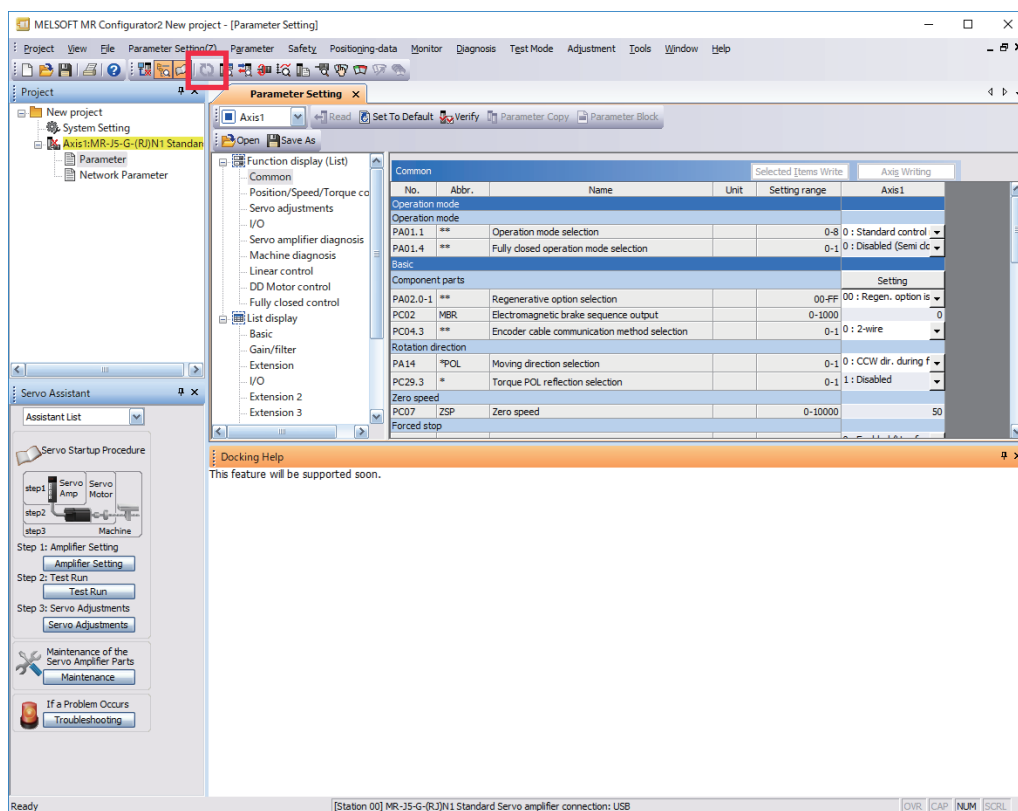 MELSOFT MR Configurator2 New project - [Parameter Setting]
Project View File Parameter Setting(Z) Parameter Safety Positioning-data Monitor Diagnosis Test Mode Adjustment Tools Window Help
Project
New project
System Setting
Axis1:MR-J5-G-(RJ)N1 Standar
Parameter
Network Parameter
Servo Assistant
Assistant List
Servo Startup Procedure
step1
Servo Amp
Servo Motor
step2
step3
Machine
Step 1: Amplifier Setting
Amplifier Setting
Step 2: Test Run
Test Run
Step 3: Servo Adjustments
Servo Adjustments
Maintenance of the
Servo Amplifier Parts
Maintenance
If a Problem Occurs
Troubleshooting
Parameter Setting
Axis1 Read Set To Default Verify Parameter Copy Parameter Block
Open Save As
Function display (List)
Common
Position/Speed/Torque co
Servo adjustments
I/O
Servo amplifier diagnosis
Machine diagnosis
Linear control
DD Motor control
Fully closed control
List display
Basic
Gain/filter
Extension
I/O
Extension 2
Extension 3
Common Selected Items Write Axis Writing
No. Abbr. Name Unit Setting range Axis1
Operation mode
Operation mode
PA01.1 ** Operation mode selection 0-8 0 : Standard control
PA01.4 ** Fully closed operation mode selection 0-1 0 : Disabled (Semi clc
Basic
Component parts Setting
PA02.0-1 ** Regenerative option selection 00-FF 00 : Regen. option is
PC02 MBR Electromagnetic brake sequence output 0-1000 0
PC04.3 ** Encoder cable communication method selection 0-1 0 : 2-wire
Rotation direction
PA14 *POL Moving direction selection 0-1 0 : CCW dir. during f
PC29.3 * Torque POL reflection selection 0-1 1 : Disabled
Zero speed
PC07 ZSP Zero speed 0-10000 50
Forced stop
Docking Help
This feature will be supported soon.
Ready [Station 00] MR-J5-G-(RJ)N1 Standard Servo amplifier connection: USB OVR CAP NUM SCRL